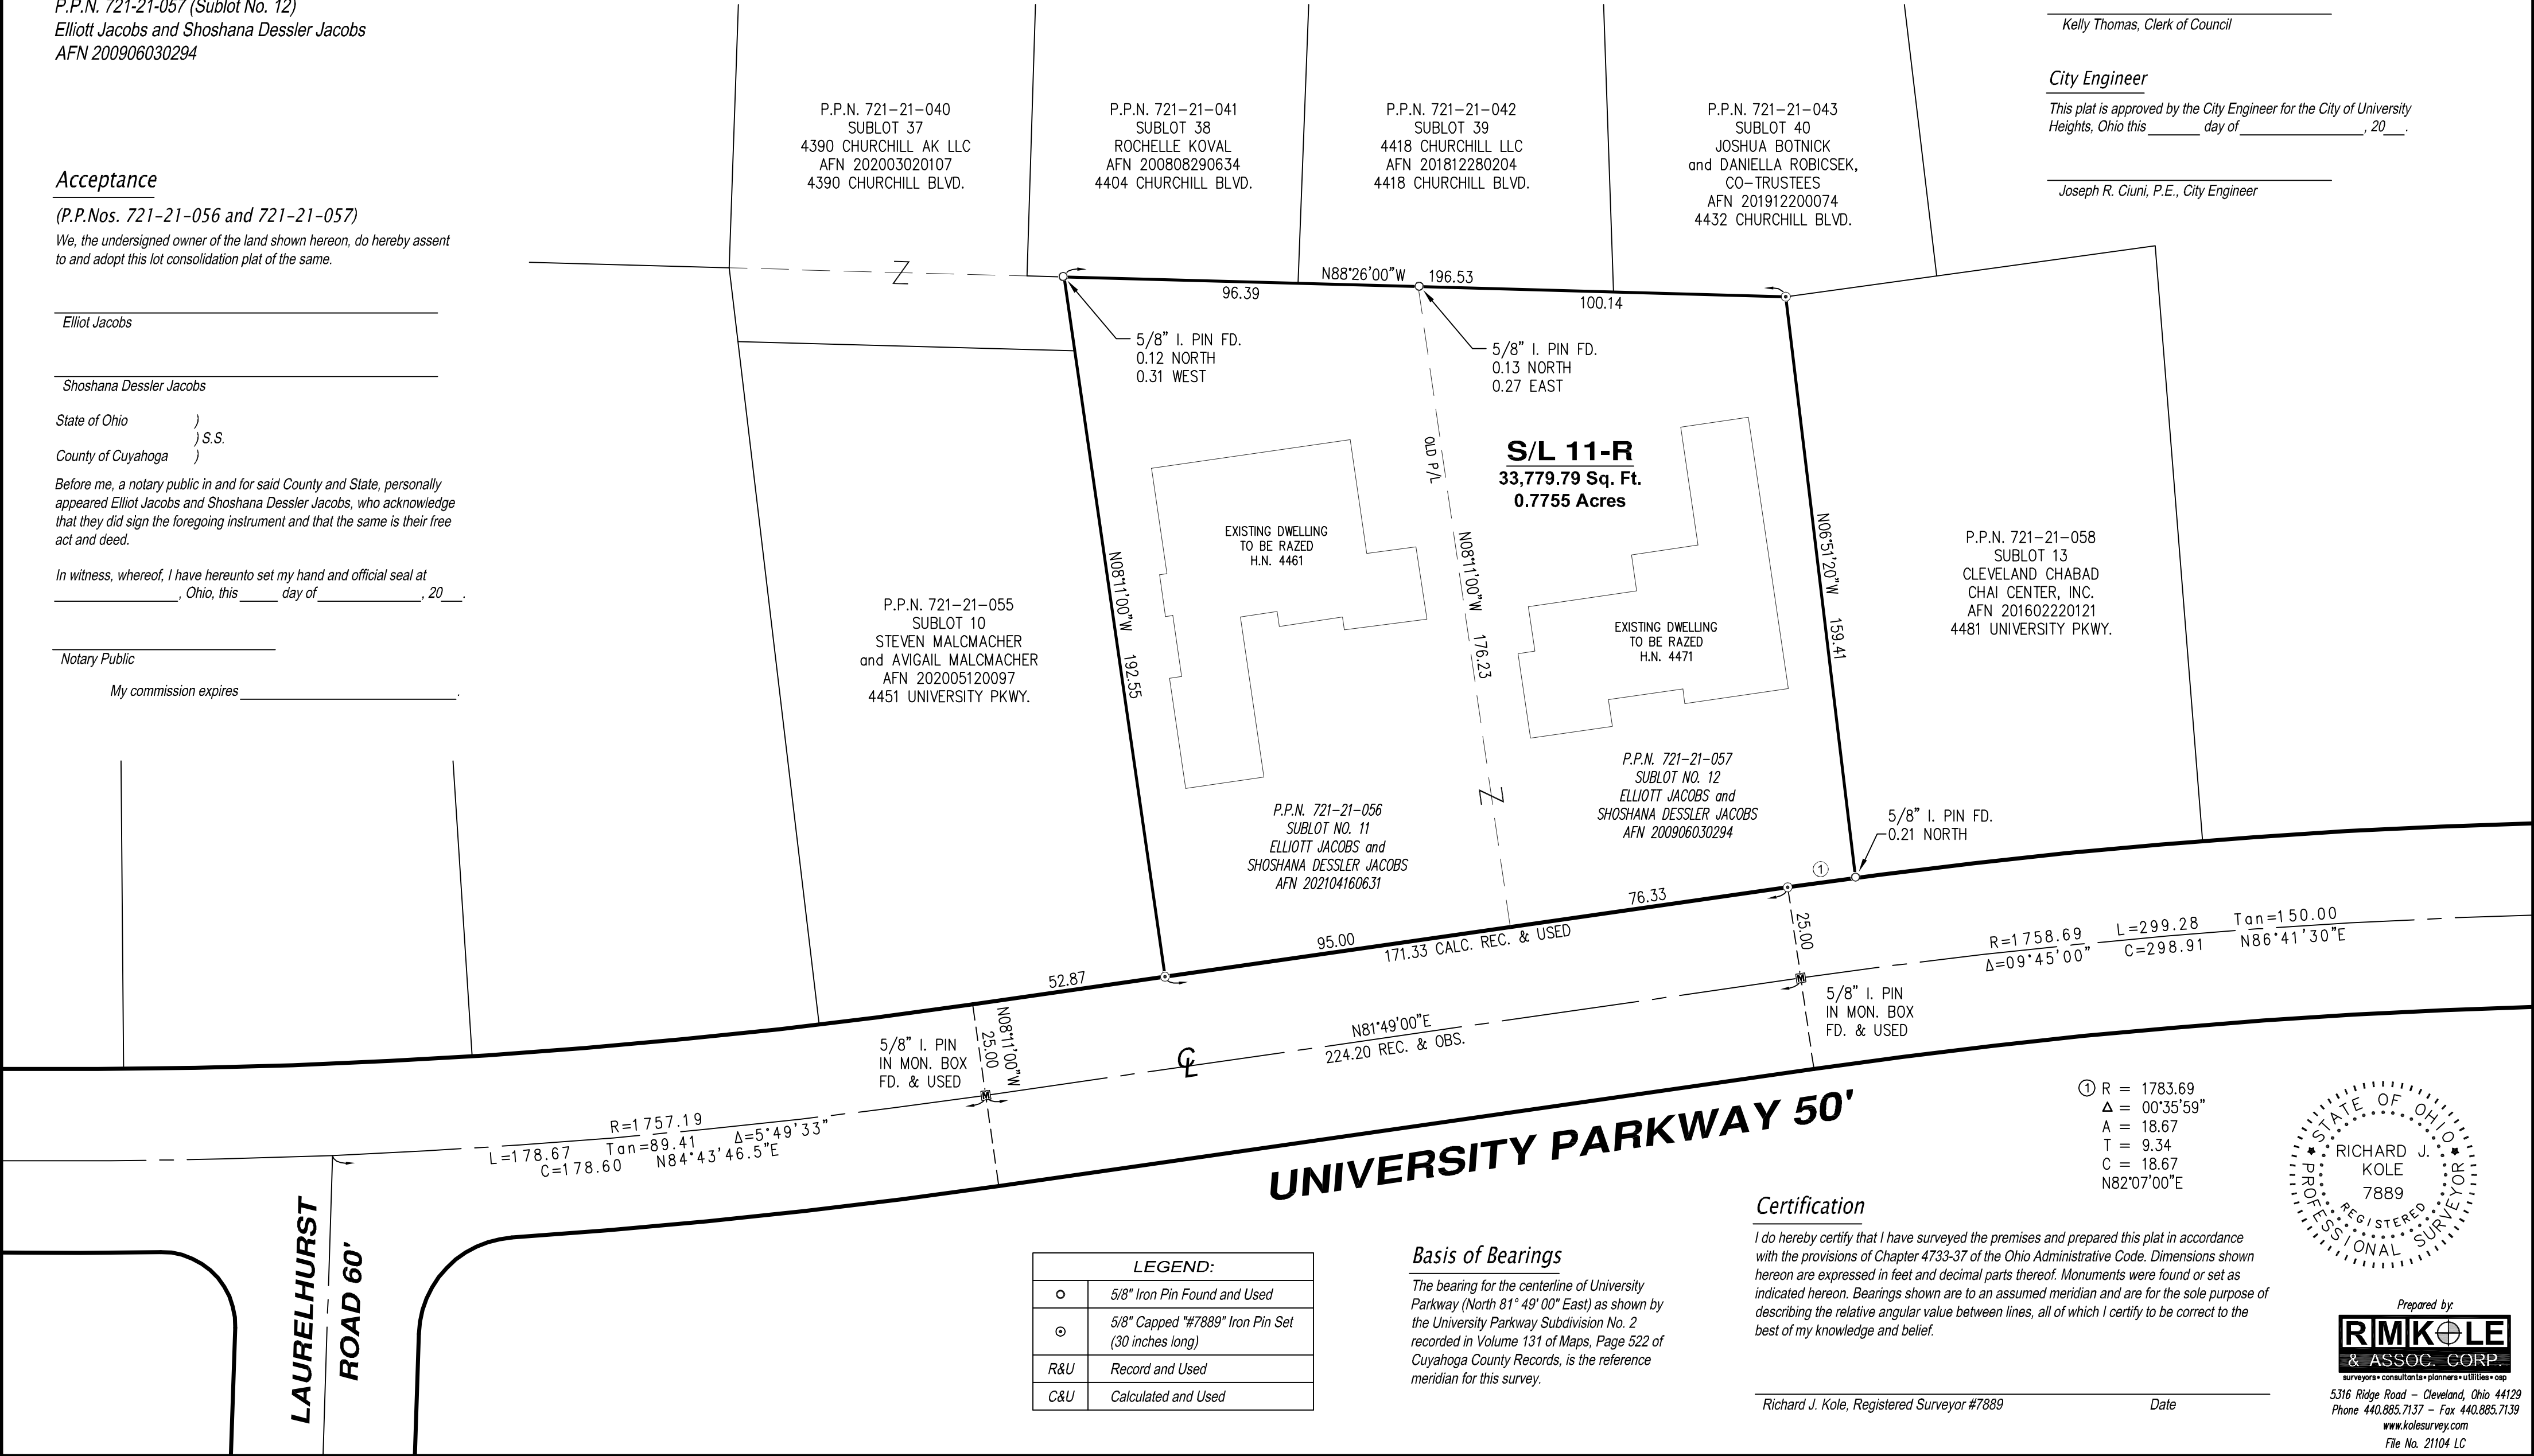 P.P.N. 721-21-057 (Sublot No. 12)
Elliott Jacobs and Shoshana Dessler Jacobs
AFN 200906030294
Acceptance
(P.P.Nos. 721-21-056 and 721-21-057)
We, the undersigned owner of the land shown hereon, do hereby assent
to and adopt this lot consolidation plat of the same.
Elliot Jacobs
Shoshana Dessler Jacobs
State of Ohio )
) S.S.
County of Cuyahoga )
Before me, a notary public in and for said County and State, personally
appeared Elliot Jacobs and Shoshana Dessler Jacobs, who acknowledge
that they did sign the foregoing instrument and that the same is their free
act and deed.
In witness, whereof, I have hereunto set my hand and official seal at
, Ohio, this day of , 20 .
Notary Public
My commission expires .
P.P.N. 721-21-040
SUBLOT 37
4390 CHURCHILL AK LLC
AFN 202003020107
4390 CHURCHILL BLVD.
P.P.N. 721-21-041
SUBLOT 38
ROCHELLE KOVAL
AFN 200808290634
4404 CHURCHILL BLVD.
P.P.N. 721-21-042
SUBLOT 39
4418 CHURCHILL LLC
AFN 201812280204
4418 CHURCHILL BLVD.
P.P.N. 721-21-043
SUBLOT 40
JOSHUA BOTNICK
and DANIELLA ROBICSEK,
CO-TRUSTEES
AFN 201912200074
4432 CHURCHILL BLVD.
Kelly Thomas, Clerk of Council
City Engineer
This plat is approved by the City Engineer for the City of University
Heights, Ohio this day of , 20 .
Joseph R. Ciuni, P.E., City Engineer
Z
N88°26'00"W 196.53
96.39
100.14
5/8" I. PIN FD.
0.12 NORTH
0.31 WEST
5/8" I. PIN FD.
0.13 NORTH
0.27 EAST
OLD P/L
S/L 11-R
33,779.79 Sq. Ft.
0.7755 Acres
EXISTING DWELLING
TO BE RAZED
H.N. 4461
EXISTING DWELLING
TO BE RAZED
H.N. 4471
N08°11'00"W 192.55
N08°11'00"W 176.23
Z
N06°51'20"W 159.41
P.P.N. 721-21-055
SUBLOT 10
STEVEN MALCMACHER
and AVIGAIL MALCMACHER
AFN 202005120097
4451 UNIVERSITY PKWY.
P.P.N. 721-21-058
SUBLOT 13
CLEVELAND CHABAD
CHAI CENTER, INC.
AFN 201602220121
4481 UNIVERSITY PKWY.
P.P.N. 721-21-056
SUBLOT NO. 11
ELLIOTT JACOBS and
SHOSHANA DESSLER JACOBS
AFN 202104160631
P.P.N. 721-21-057
SUBLOT NO. 12
ELLIOTT JACOBS and
SHOSHANA DESSLER JACOBS
AFN 200906030294
5/8" I. PIN FD.
0.21 NORTH
1
52.87
95.00
76.33
171.33 CALC. REC. & USED
25.00
N08°11'00"W
25.00
5/8" I. PIN
IN MON. BOX
FD. & USED
M
5/8" I. PIN
IN MON. BOX
FD. & USED
M
CL
N81°49'00"E
224.20 REC. & OBS.
R=1758.69 L=299.28 Tan=150.00
Δ=09°45'00" C=298.91 N86°41'30"E
R=1757.19
L=178.67 Tan=89.41 Δ=5°49'33"
C=178.60 N84°43'46.5"E
UNIVERSITY PARKWAY 50'
LAURELHURST
ROAD 60'
1 R = 1783.69
Δ = 00°35'59"
A = 18.67
T = 9.34
C = 18.67
N82°07'00"E
STATE OF OHIO
RICHARD J.
KOLE
7889
REGISTERED
PROFESSIONAL SURVEYOR
LEGEND:
5/8" Iron Pin Found and Used
5/8" Capped "#7889" Iron Pin Set
(30 inches long)
R&U Record and Used
C&U Calculated and Used
Basis of Bearings
The bearing for the centerline of University
Parkway (North 81° 49' 00" East) as shown by
the University Parkway Subdivision No. 2
recorded in Volume 131 of Maps, Page 522 of
Cuyahoga County Records, is the reference
meridian for this survey.
Certification
I do hereby certify that I have surveyed the premises and prepared this plat in accordance
with the provisions of Chapter 4733-37 of the Ohio Administrative Code. Dimensions shown
hereon are expressed in feet and decimal parts thereof. Monuments were found or set as
indicated hereon. Bearings shown are to an assumed meridian and are for the sole purpose of
describing the relative angular value between lines, all of which I certify to be correct to the
best of my knowledge and belief.
Richard J. Kole, Registered Surveyor #7889 Date
Prepared by:
RMKOLE
& ASSOC. CORP.
surveyors • consultants • planners • utilities • osp
5316 Ridge Road – Cleveland, Ohio 44129
Phone 440.885.7137 – Fax 440.885.7139
www.kolesurvey.com
File No. 21104 LC